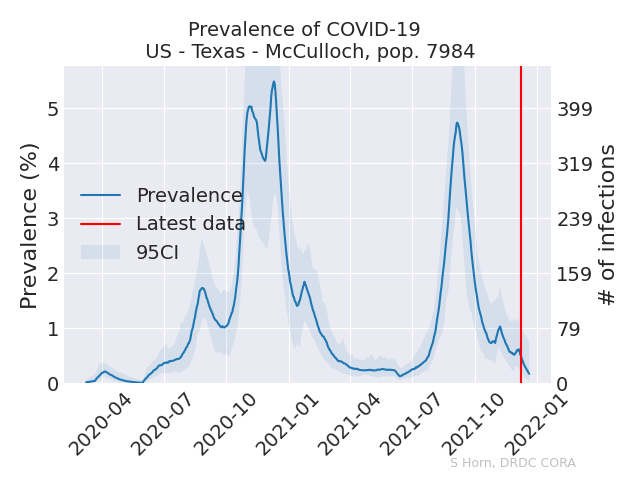 Prevalence of COVID-19
US - Texas - McCulloch, pop. 7984
Prevalence (%)
5
4
3
2
1
0
399
319
239
159
79
0
# of infections
Prevalence
Latest data
95CI
2020-04
2020-07
2020-10
2021-01
2021-04
2021-07
2021-10
2022-01
S Horn, DRDC CORA